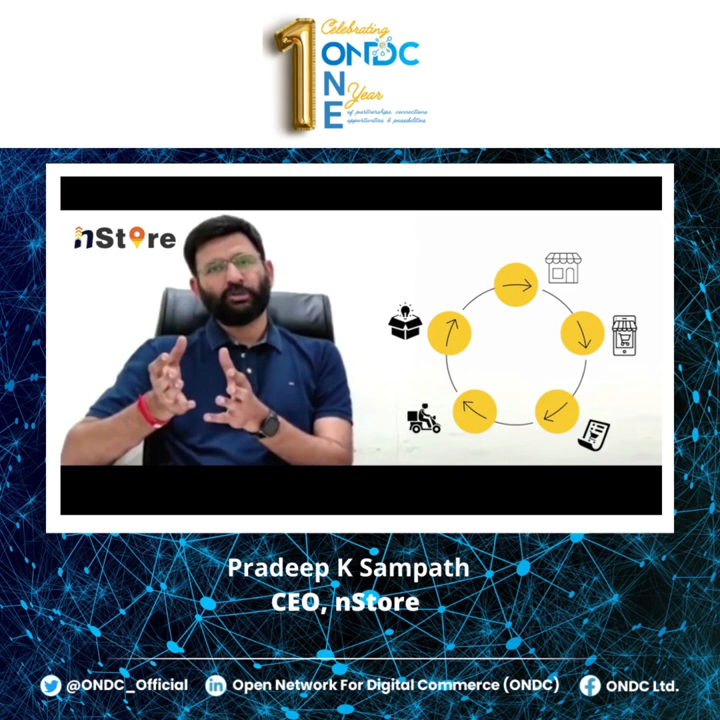 Celebrating
1 ONDC
ONE
Year
of partnerships, connections
opportunities & possibilities
nStore
Pradeep K Sampath
CEO, nStore
@ONDC_Official
Open Network For Digital Commerce (ONDC)
ONDC Ltd.